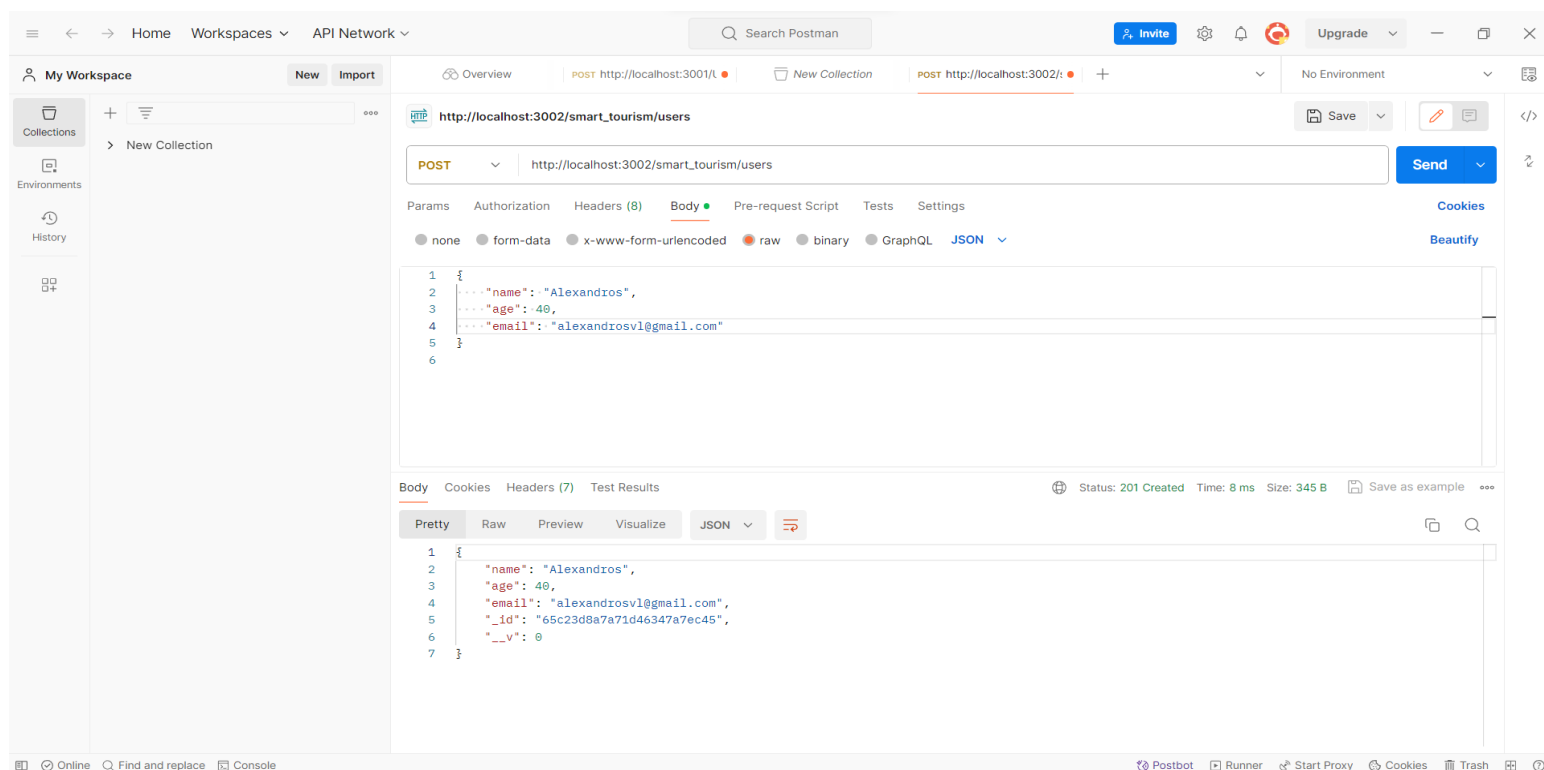 Home Workspaces API Network Search Postman Invite Upgrade
My Workspace New Import Overview POST http://localhost:3001/l New Collection POST http://localhost:3002/s No Environment
Collections
Environments
History
New Collection
HTTP http://localhost:3002/smart_tourism/users Save
POST http://localhost:3002/smart_tourism/users Send
Params Authorization Headers (8) Body Pre-request Script Tests Settings Cookies
none form-data x-www-form-urlencoded raw binary GraphQL JSON Beautify
1 {
2 "name": "Alexandros",
3 "age": 40,
4 "email": "alexandrosvl@gmail.com"
5 }
6
Body Cookies Headers (7) Test Results Status: 201 Created Time: 8 ms Size: 345 B Save as example
Pretty Raw Preview Visualize JSON
1 {
2 "name": "Alexandros",
3 "age": 40,
4 "email": "alexandrosvl@gmail.com",
5 "_id": "65c23d8a7a71d46347a7ec45",
6 "__v": 0
7 }
Online Find and replace Console Postbot Runner Start Proxy Cookies Trash